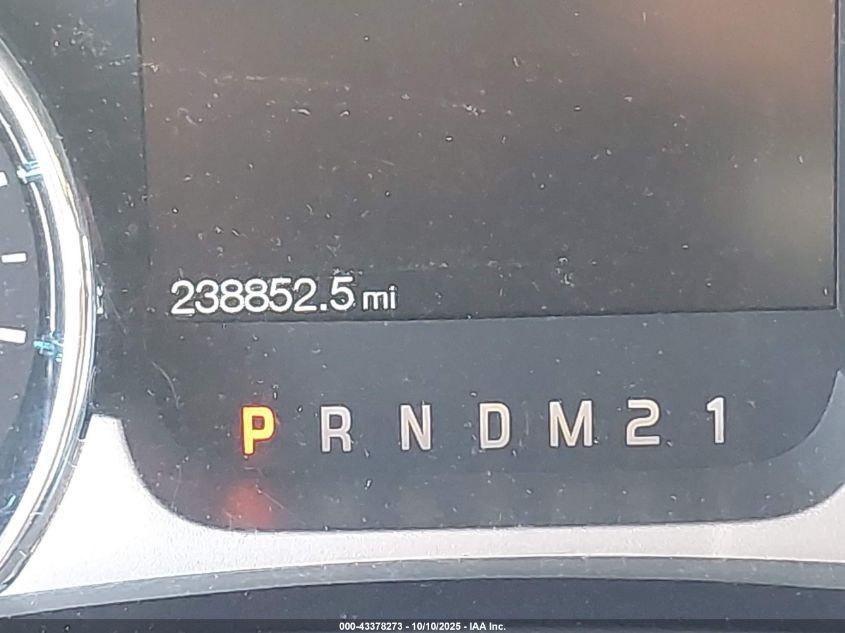 238852.5 mi
P R N D M 2 1
000-43378273 - 10/10/2025 - IAA Inc.